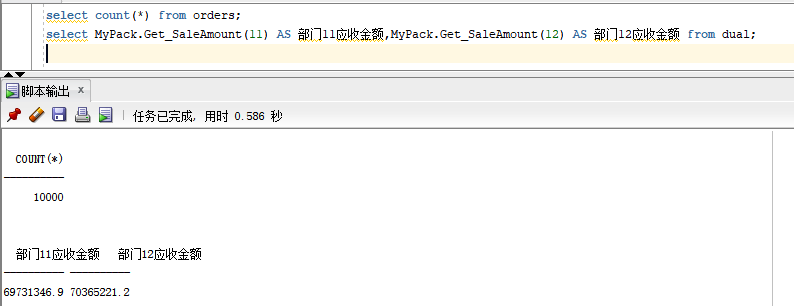 select count(*) from orders;
select MyPack.Get_SaleAmount(11) AS 部门11应收金额,MyPack.Get_SaleAmount(12) AS 部门12应收金额 from dual;
脚本输出 x
任务已完成, 用时 0.586 秒
COUNT(*)
----------
10000
部门11应收金额 部门12应收金额
---------- ----------
69731346.9 70365221.2